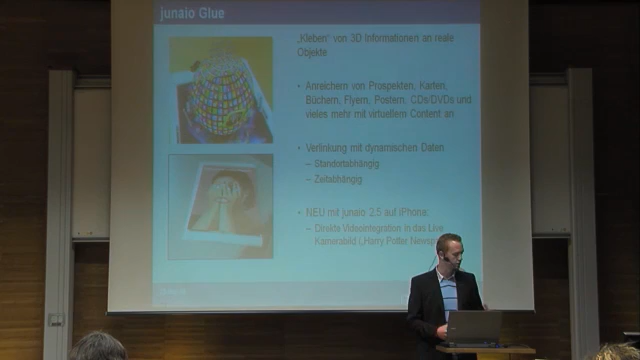 junaio Glue
„Kleben“ von 3D Informationen an reale
Objekte
• Anreichern von Prospekten, Karten,
Büchern, Flyern, Postern, CDs/DVDs und
vieles mehr mit virtuellem Content an
• Verlinkung mit dynamischen Daten
– Standortabhängig
– Zeitabhängig
• NEU mit junaio 2.5 auf iPhone:
– Direkte Videointegration in das Live
Kamerabild („Harry Potter